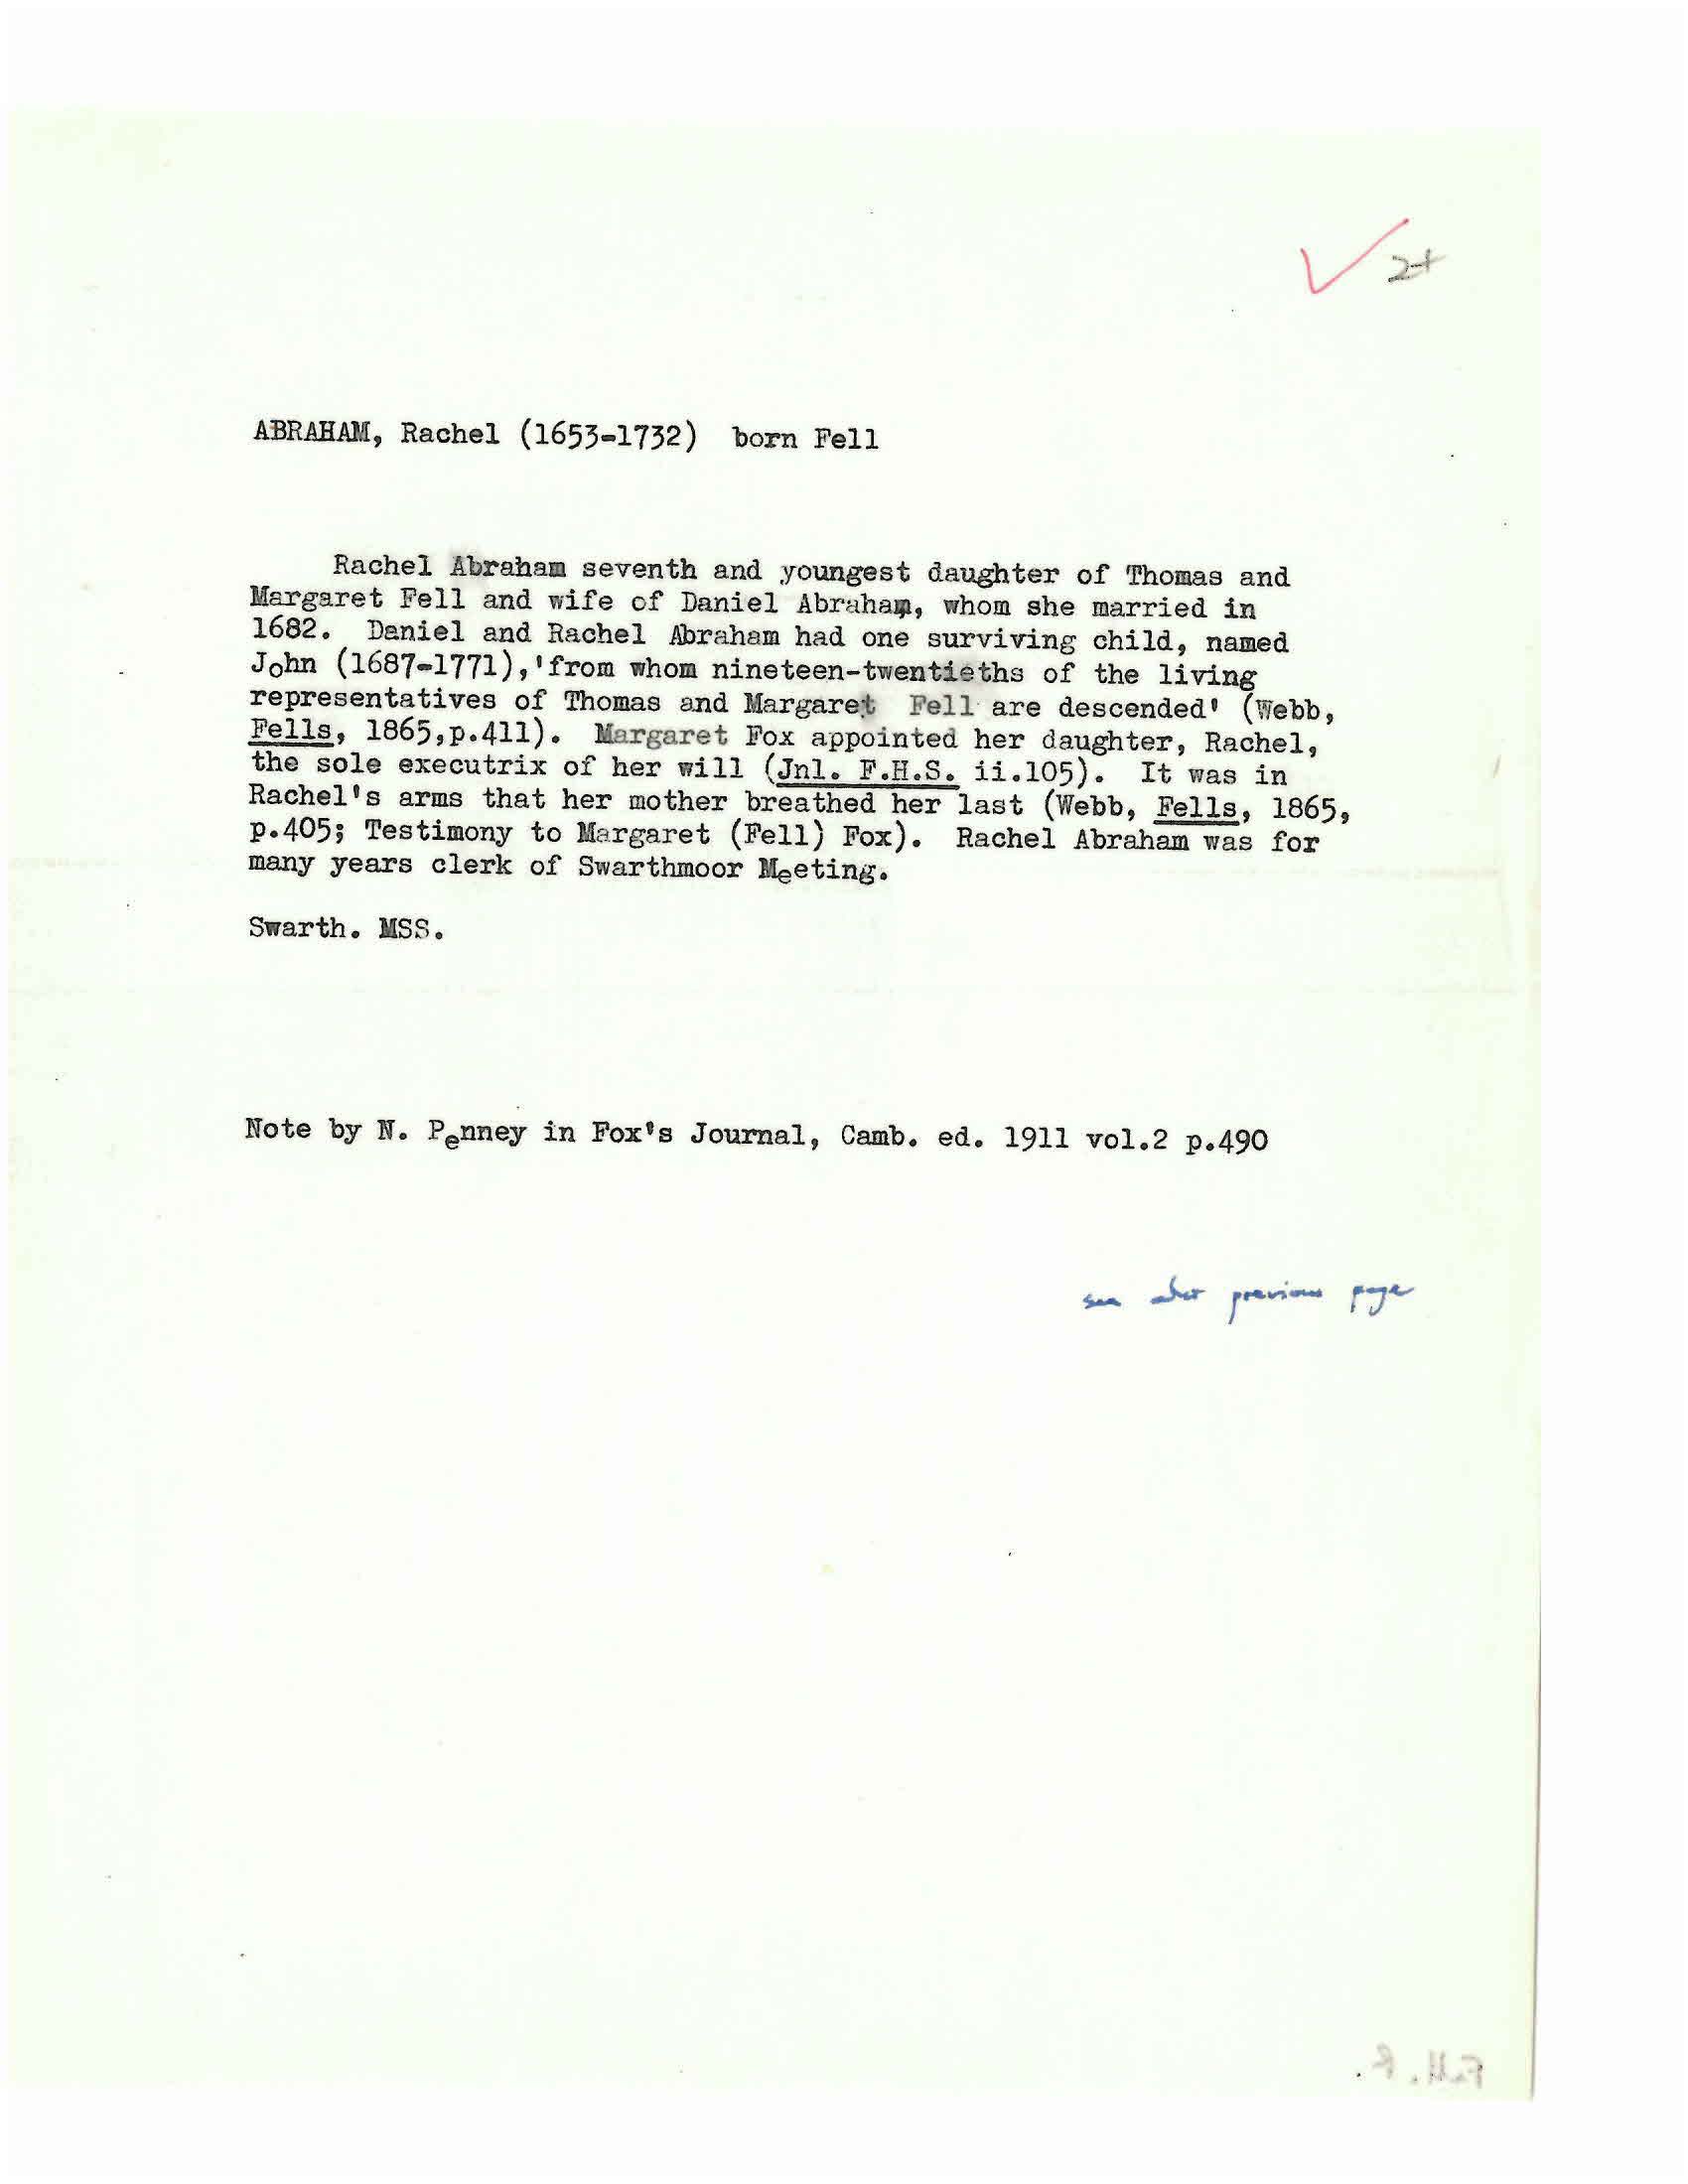 2+
ABRAHAM, Rachel (1653-1732) born Fell
Rachel Abraham seventh and youngest daughter of Thomas and
Margaret Fell and wife of Daniel Abraham, whom she married in
1682. Daniel and Rachel Abraham had one surviving child, named
John (1687-1771),'from whom nineteen-twentieths of the living
representatives of Thomas and Margaret Fell are descended' (Webb,
Fells, 1865,p.411). Margaret Fox appointed her daughter, Rachel,
the sole executrix of her will (Jnl. F.H.S. ii.105). It was in
Rachel's arms that her mother breathed her last (Webb, Fells, 1865,
p.405; Testimony to Margaret (Fell) Fox). Rachel Abraham was for
many years clerk of Swarthmoor Meeting.
Swarth. MSS.
Note by N. Penney in Fox's Journal, Camb. ed. 1911 vol.2 p.490
see previous page
Fell. R.